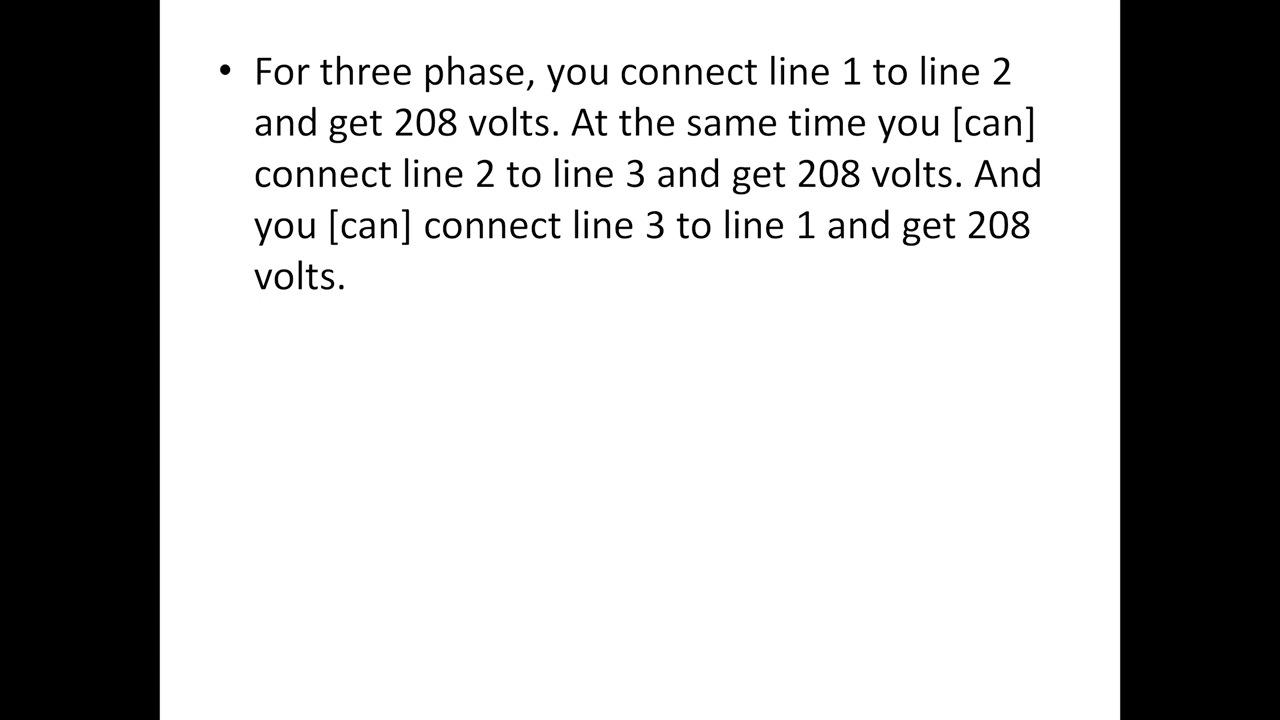 • For three phase, you connect line 1 to line 2
and get 208 volts. At the same time you [can]
connect line 2 to line 3 and get 208 volts. And
you [can] connect line 3 to line 1 and get 208
volts.